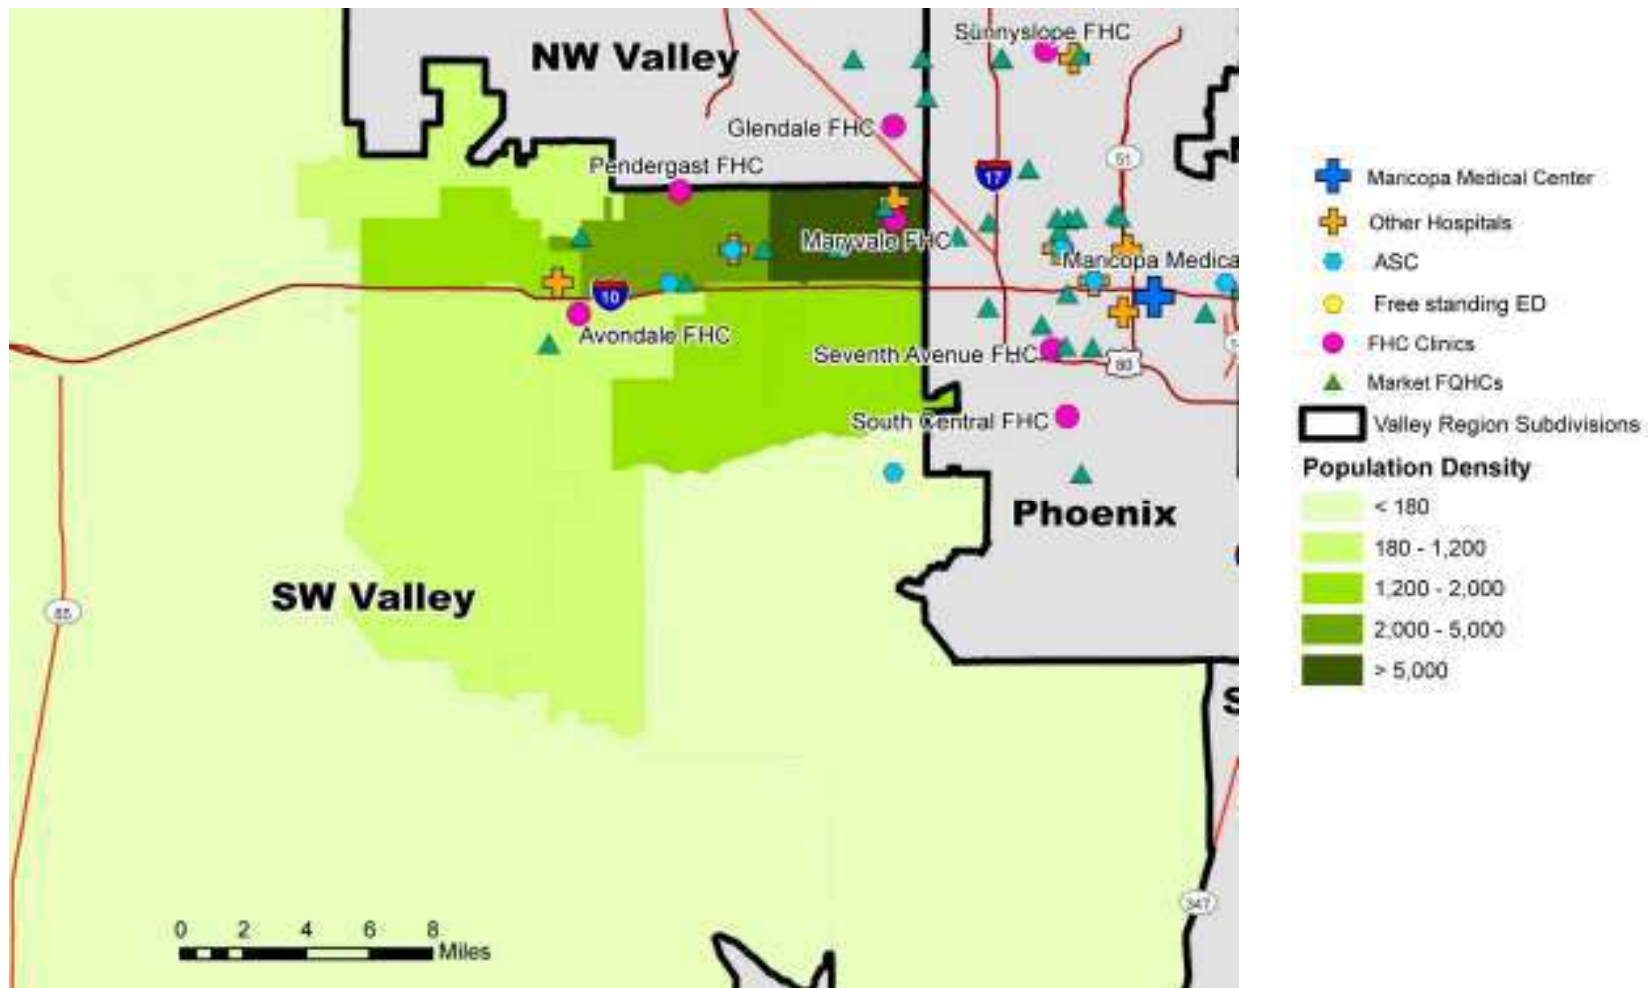 Sunnyslope FHC
NW Valley
Glendale FHC
51
Pendergast FHC
17
Maryvale FHC
Maricopa Medica
10
Avondale FHC
Seventh Avenue FHC
60
South Central FHC
Phoenix
SW Valley
85
S
347
0 2 4 6 8
Miles
Maricopa Medical Center
Other Hospitals
ASC
Free standing ED
FHC Clinics
Market FQHCs
Valley Region Subdivisions
Population Density
< 180
180 - 1,200
1,200 - 2,000
2,000 - 5,000
> 5,000